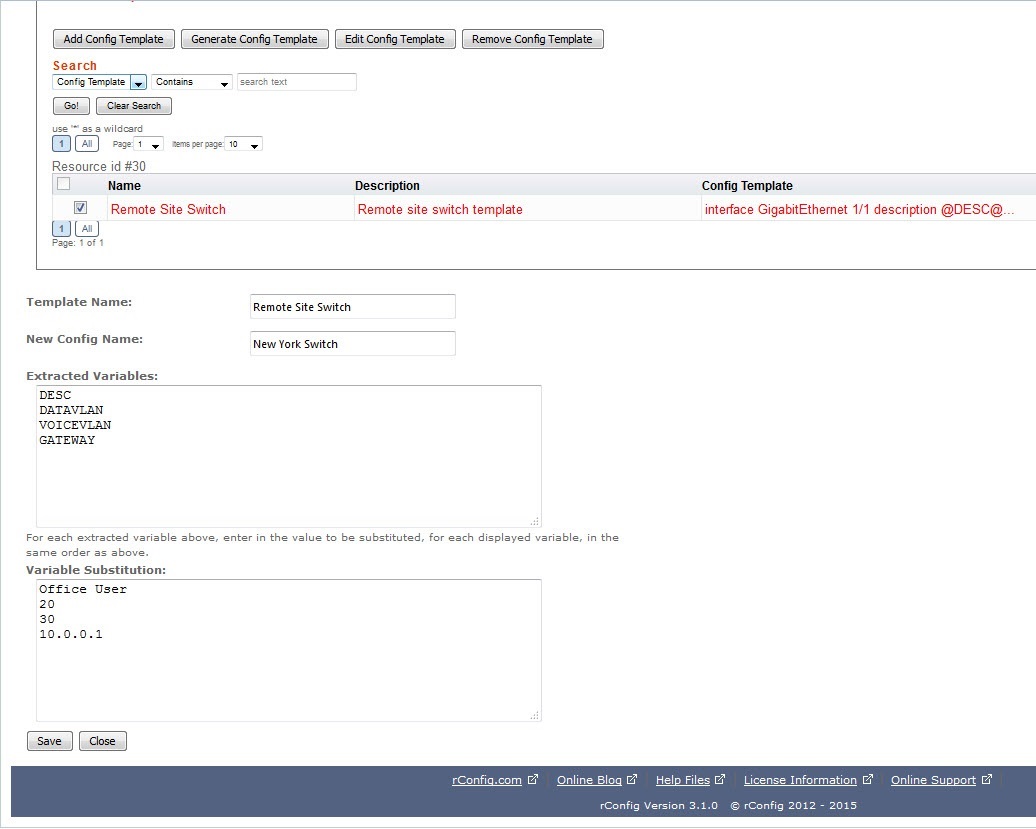 Add Config Template Generate Config Template Edit Config Template Remove Config Template
Search
Config Template Contains search text
Go! Clear Search
use '*' as a wildcard
1 All Page: 1 Items per page: 10
Resource id #30
Name Description Config Template
Remote Site Switch Remote site switch template interface GigabitEthernet 1/1 description @DESC@...
1 All
Page: 1 of 1
Template Name: Remote Site Switch
New Config Name: New York Switch
Extracted Variables:
DESC
DATAVLAN
VOICEVLAN
GATEWAY
For each extracted variable above, enter in the value to be substituted, for each displayed variable, in the
same order as above.
Variable Substitution:
Office User
20
30
10.0.0.1
Save Close
rConfig.com Online Blog Help Files License Information Online Support
rConfig Version 3.1.0 © rConfig 2012 - 2015